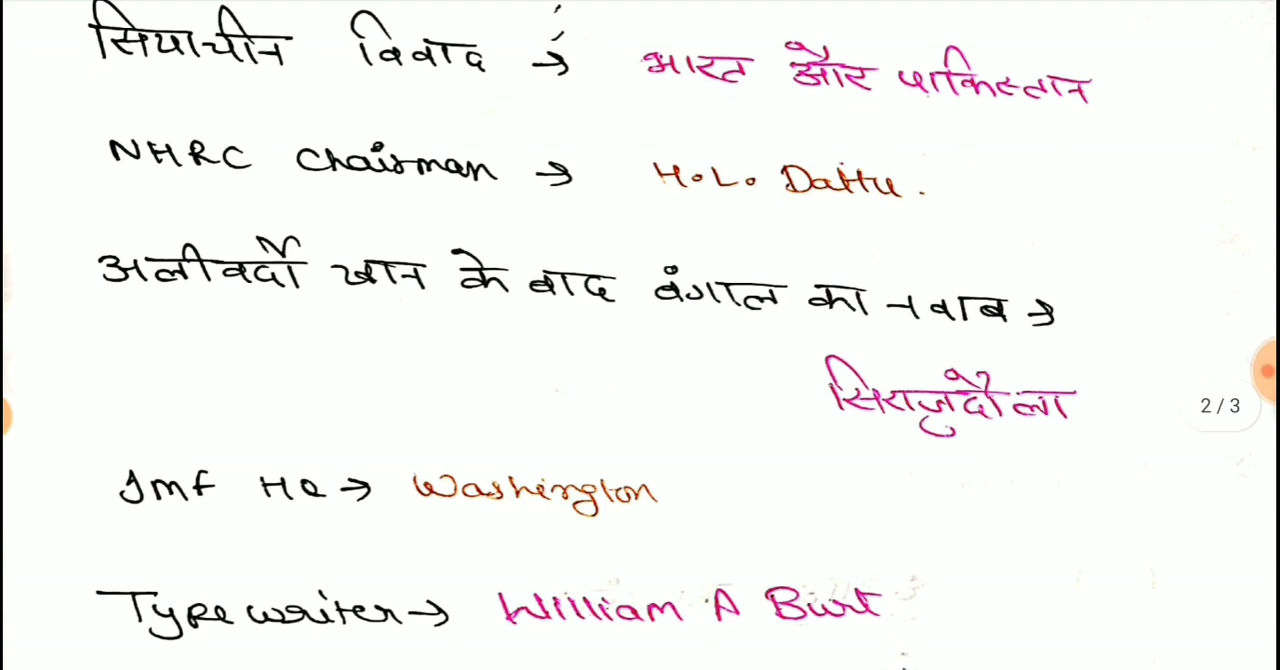 सियाचीन विवाद → भारत और पाकिस्तान
NHRC Chairman → H.L. Dattu.
अलीवर्दी खान के बाद बंगाल का नवाब →
सिराजुदौला
2/3
Imf HQ → Washington
Typewriter → William A Burt